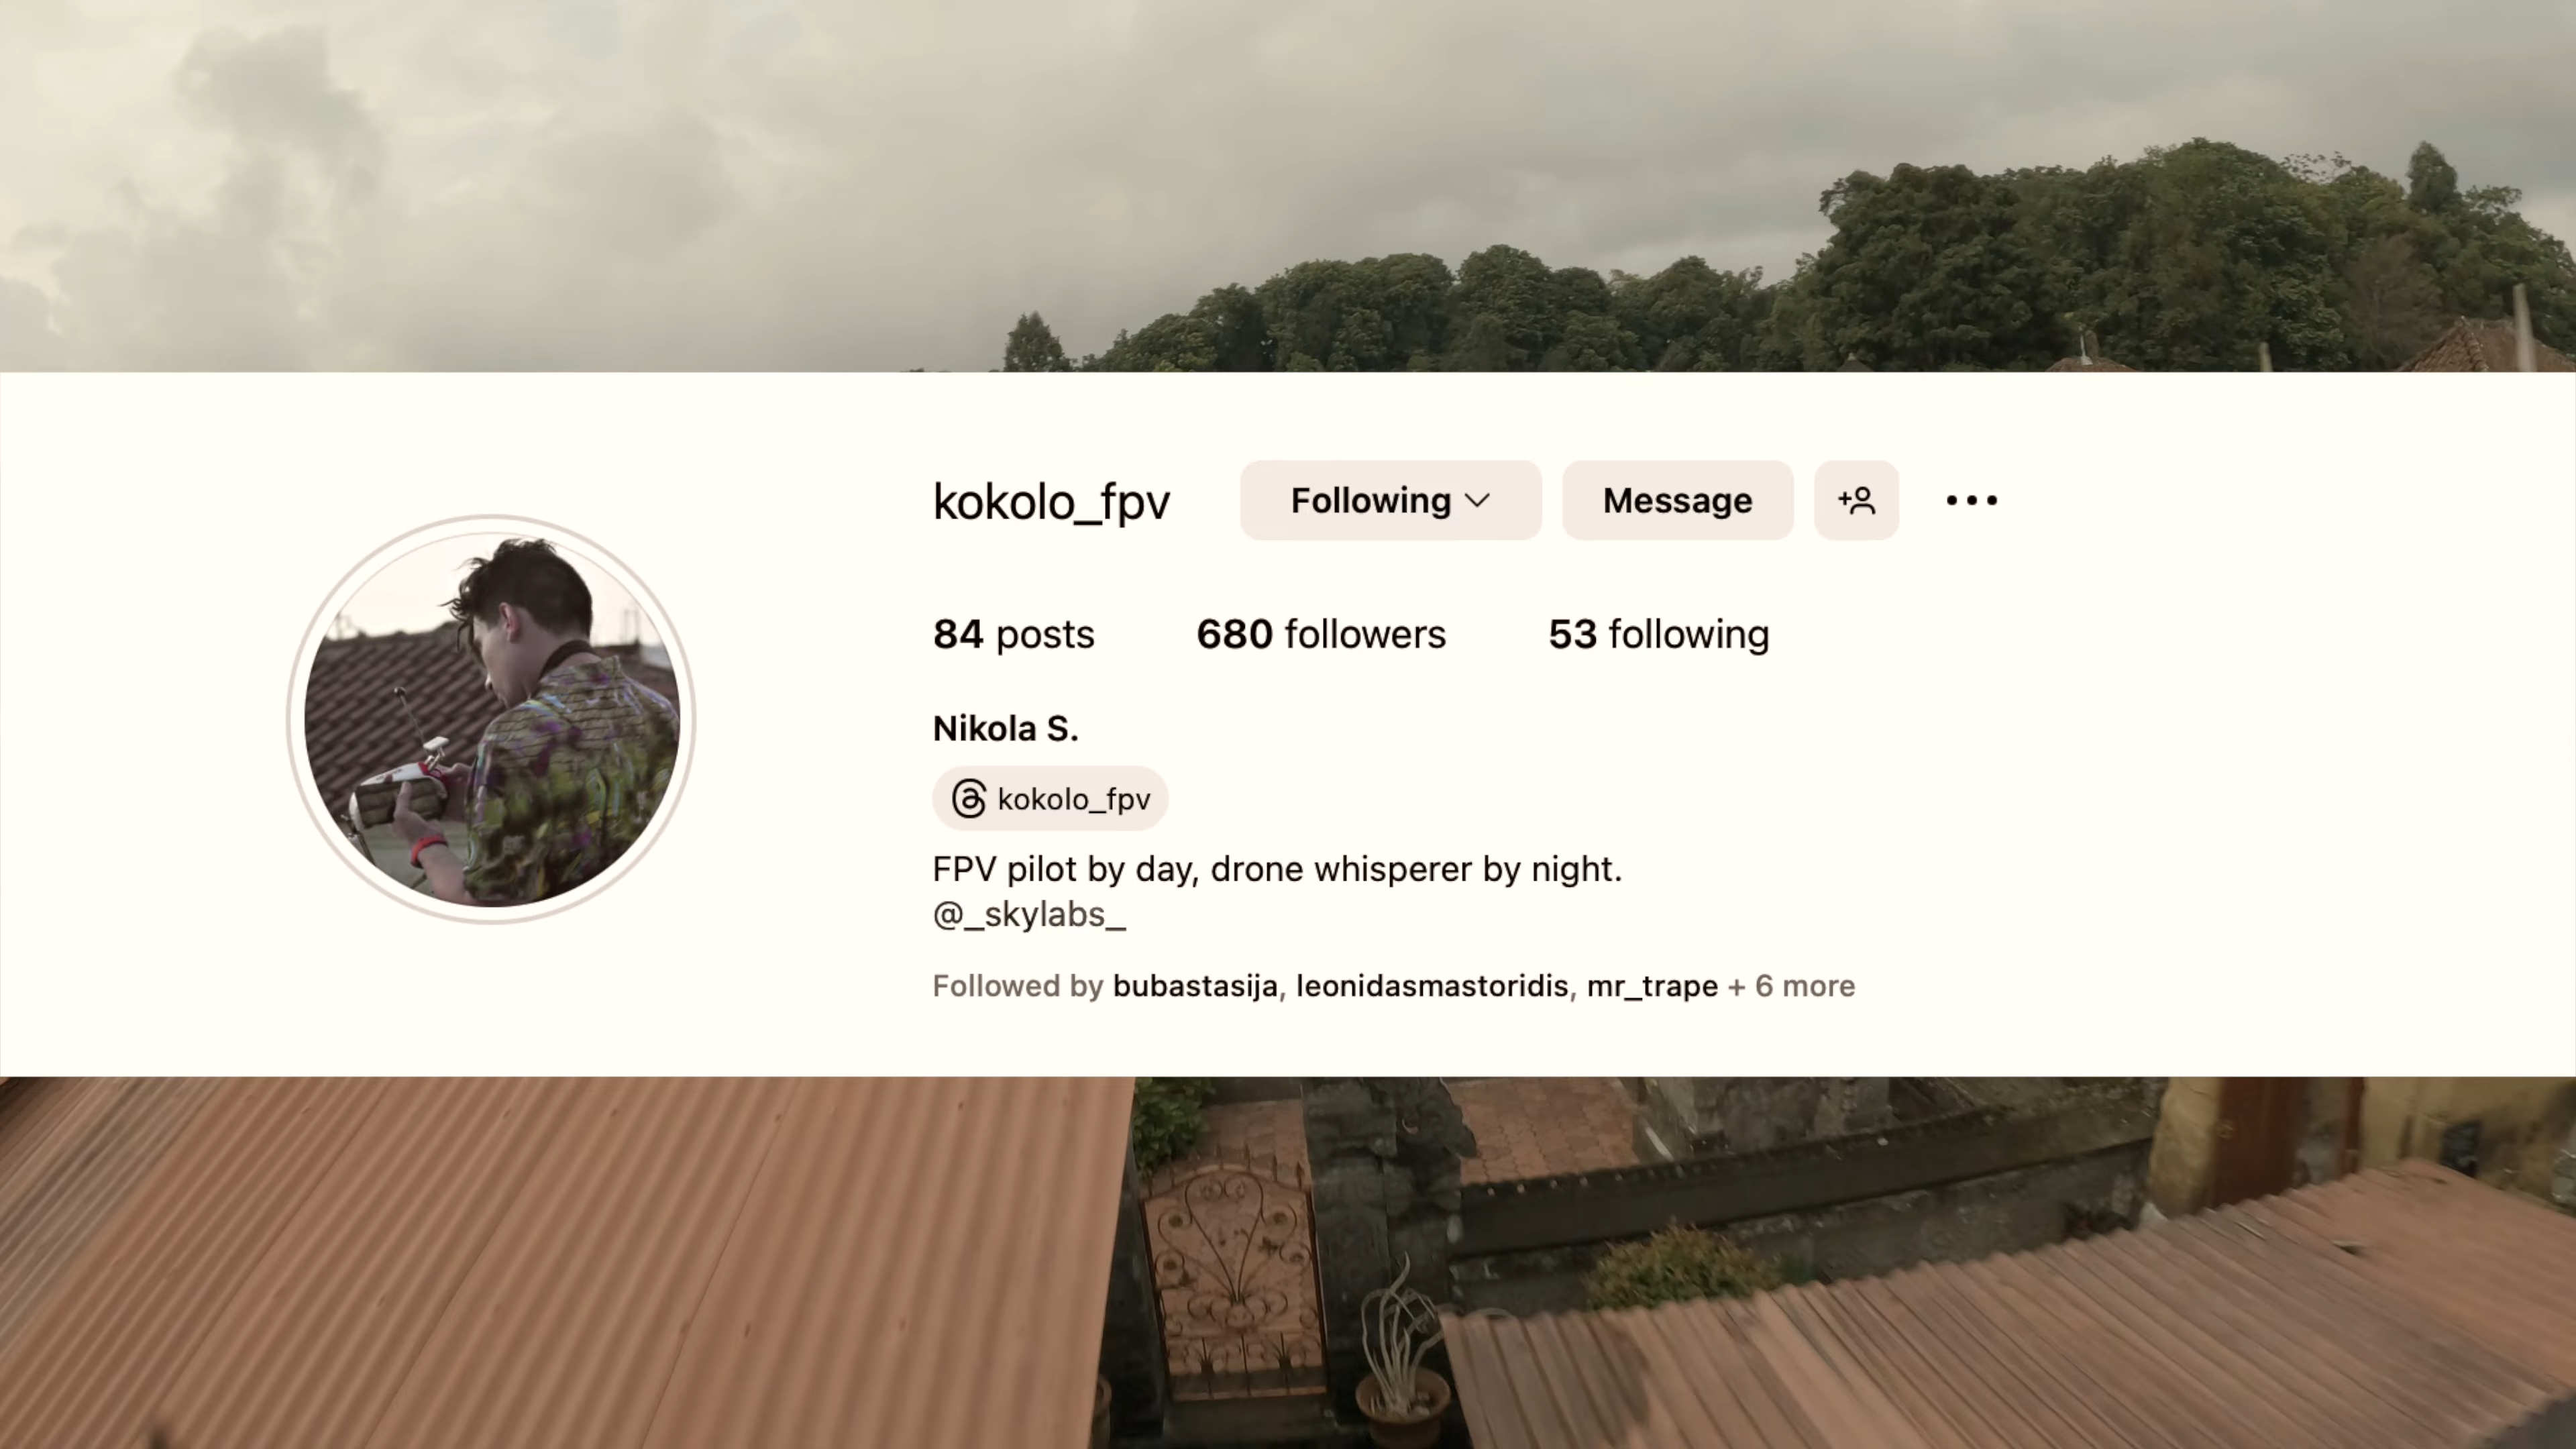 kokolo_fpv Following Message
84 posts 680 followers 53 following
Nikola S.
kokolo_fpv
FPV pilot by day, drone whisperer by night.
@_skylabs_
Followed by bubastasija, leonidasmastoridis, mr_trape + 6 more